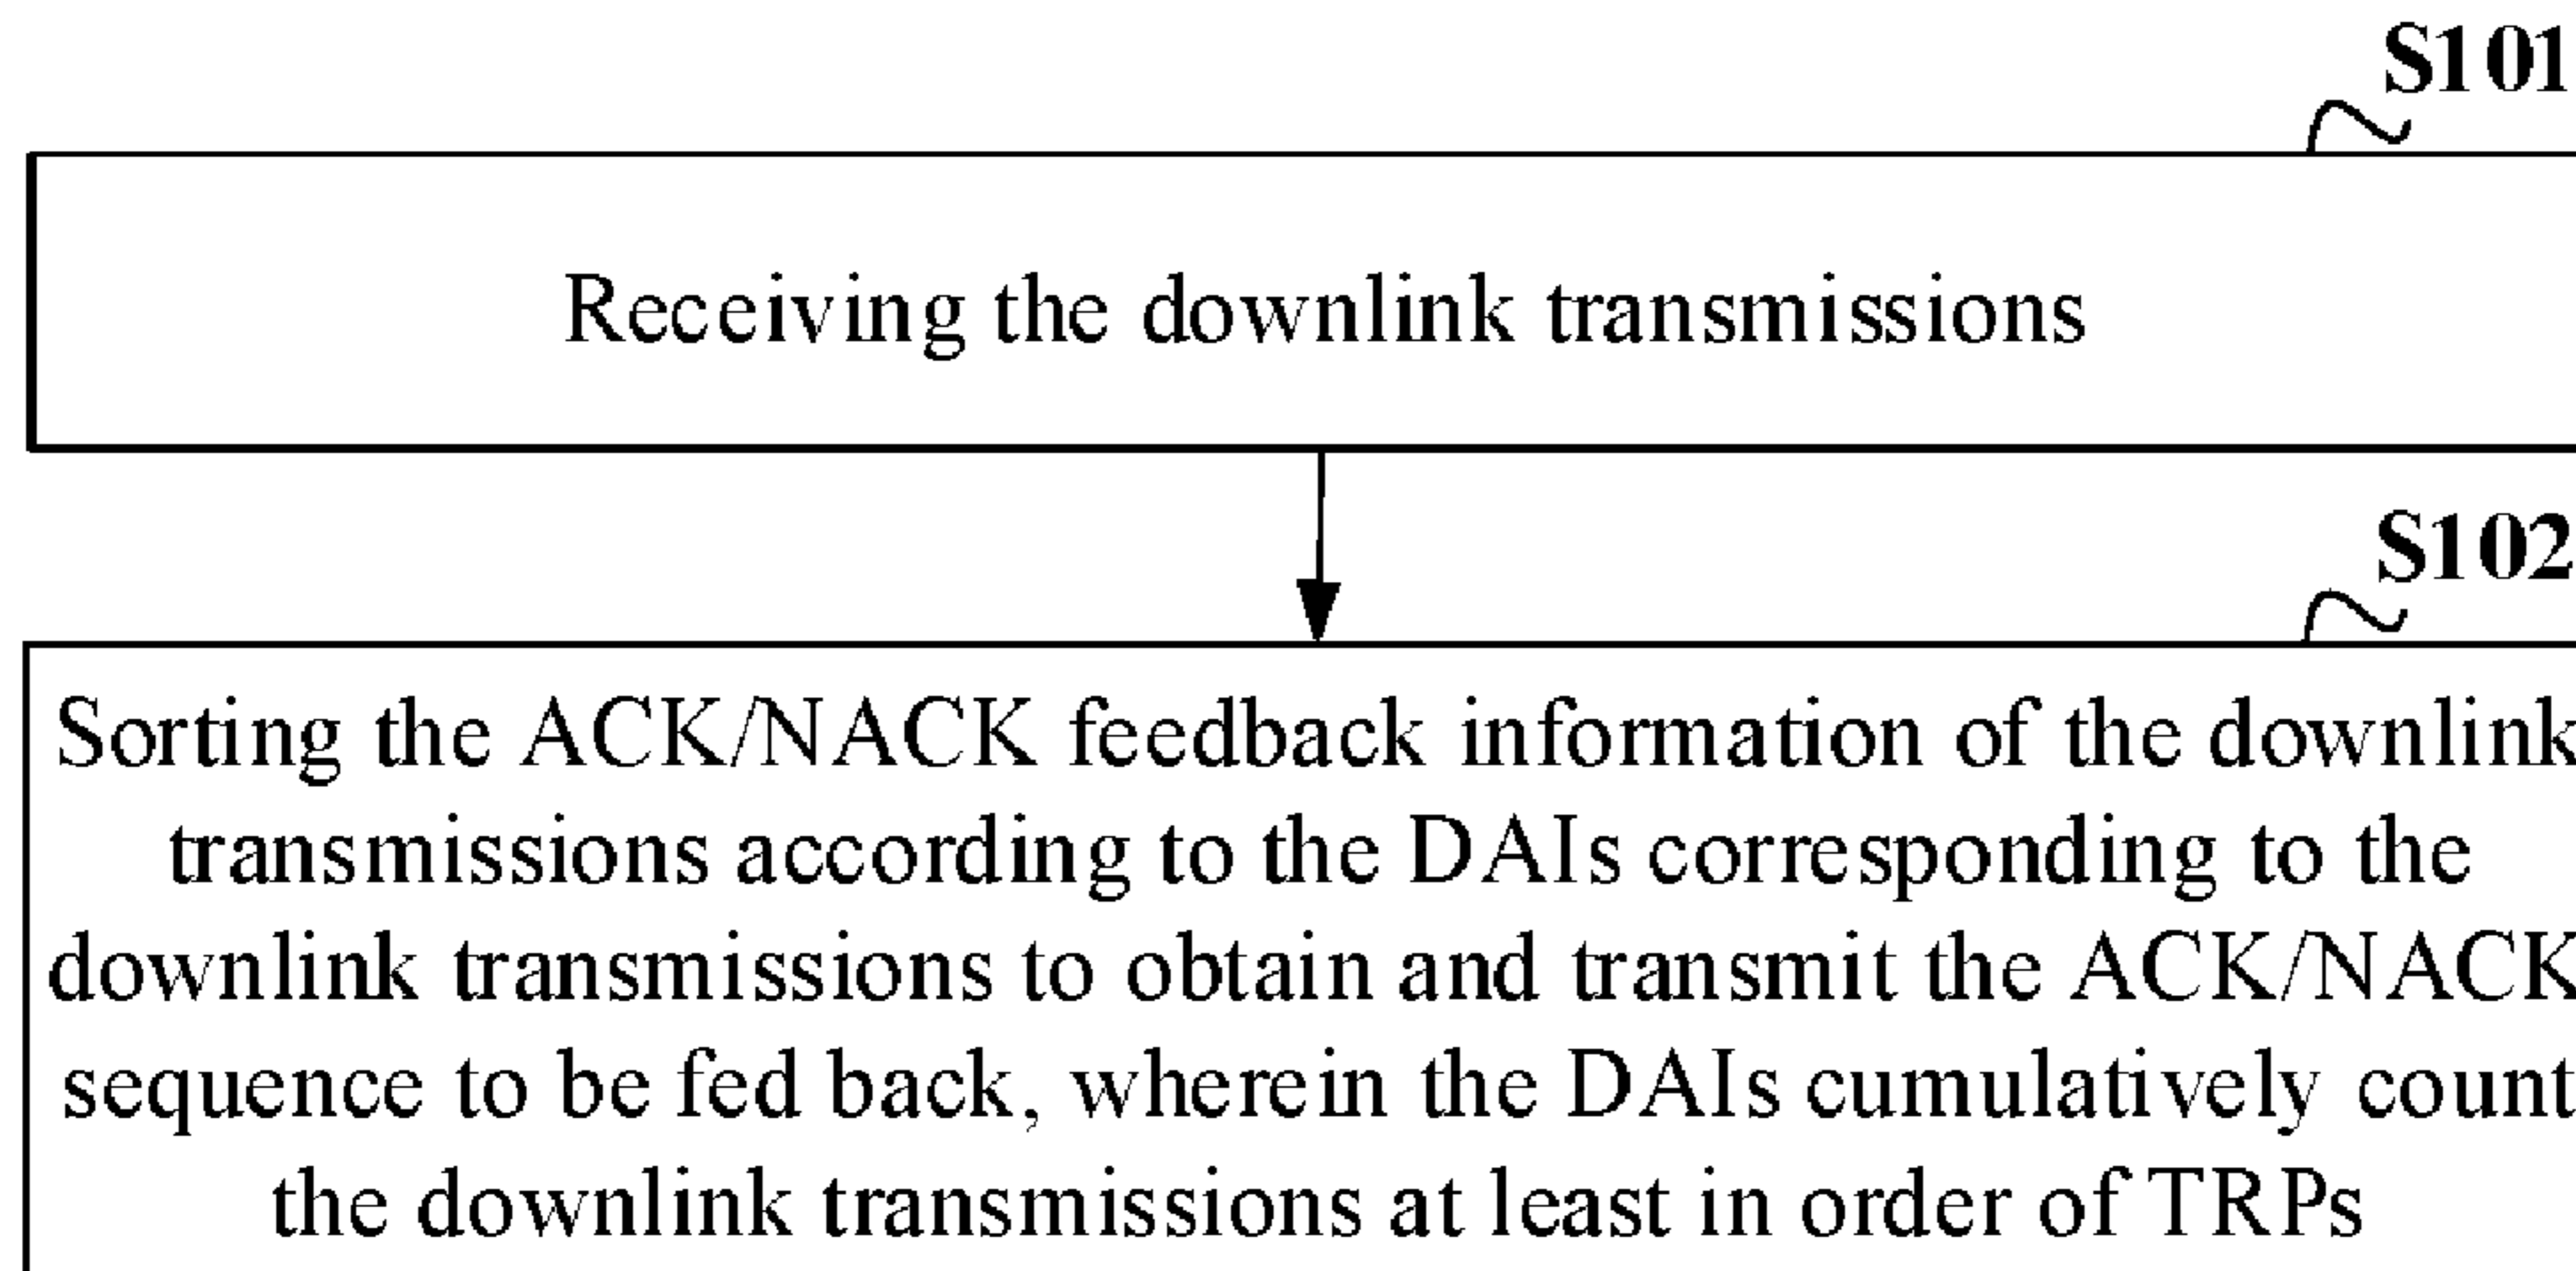 S101
Receiving the downlink transmissions
S102
Sorting the ACK/NACK feedback information of the downlink
transmissions according to the DAIs corresponding to the
downlink transmissions to obtain and transmit the ACK/NACK
sequence to be fed back, wherein the DAIs cumulatively count
the downlink transmissions at least in order of TRPs